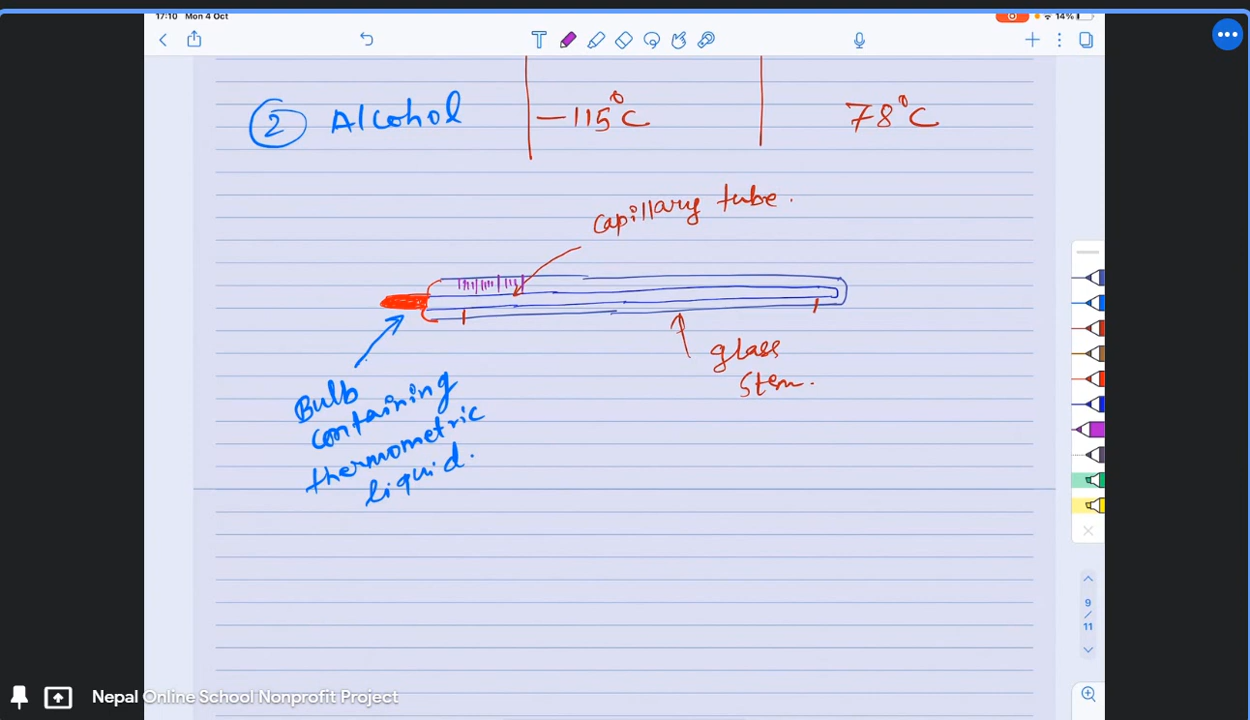 17:10 Mon 4 Oct
14%
T
2 Alcohol
-115°C
78°C
capillary tube.
glass
Stem.
Bulb
containing
thermometric
liquid.
9
/
11
Nepal Online School Nonprofit Project